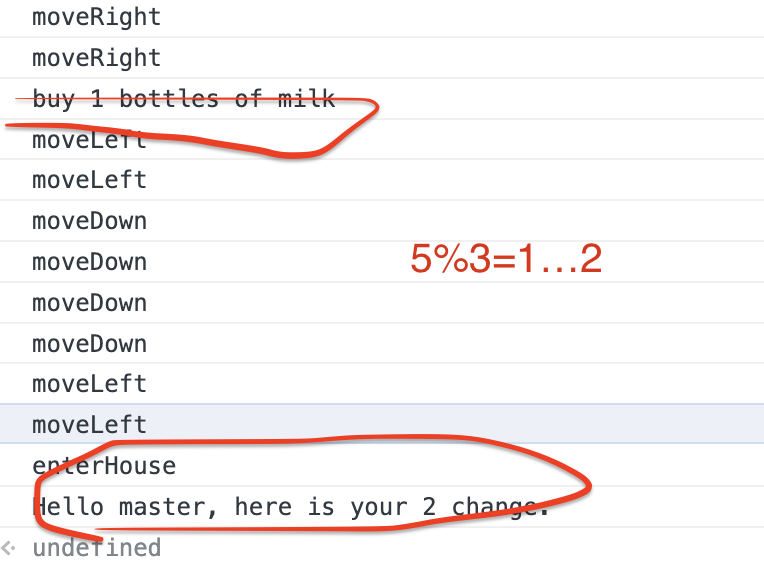 moveRight
moveRight
buy 1 bottles of milk
moveLeft
moveLeft
moveDown
moveDown
5%3=1...2
moveDown
moveDown
moveLeft
moveLeft
enterHouse
Hello master, here is your 2 change.
undefined